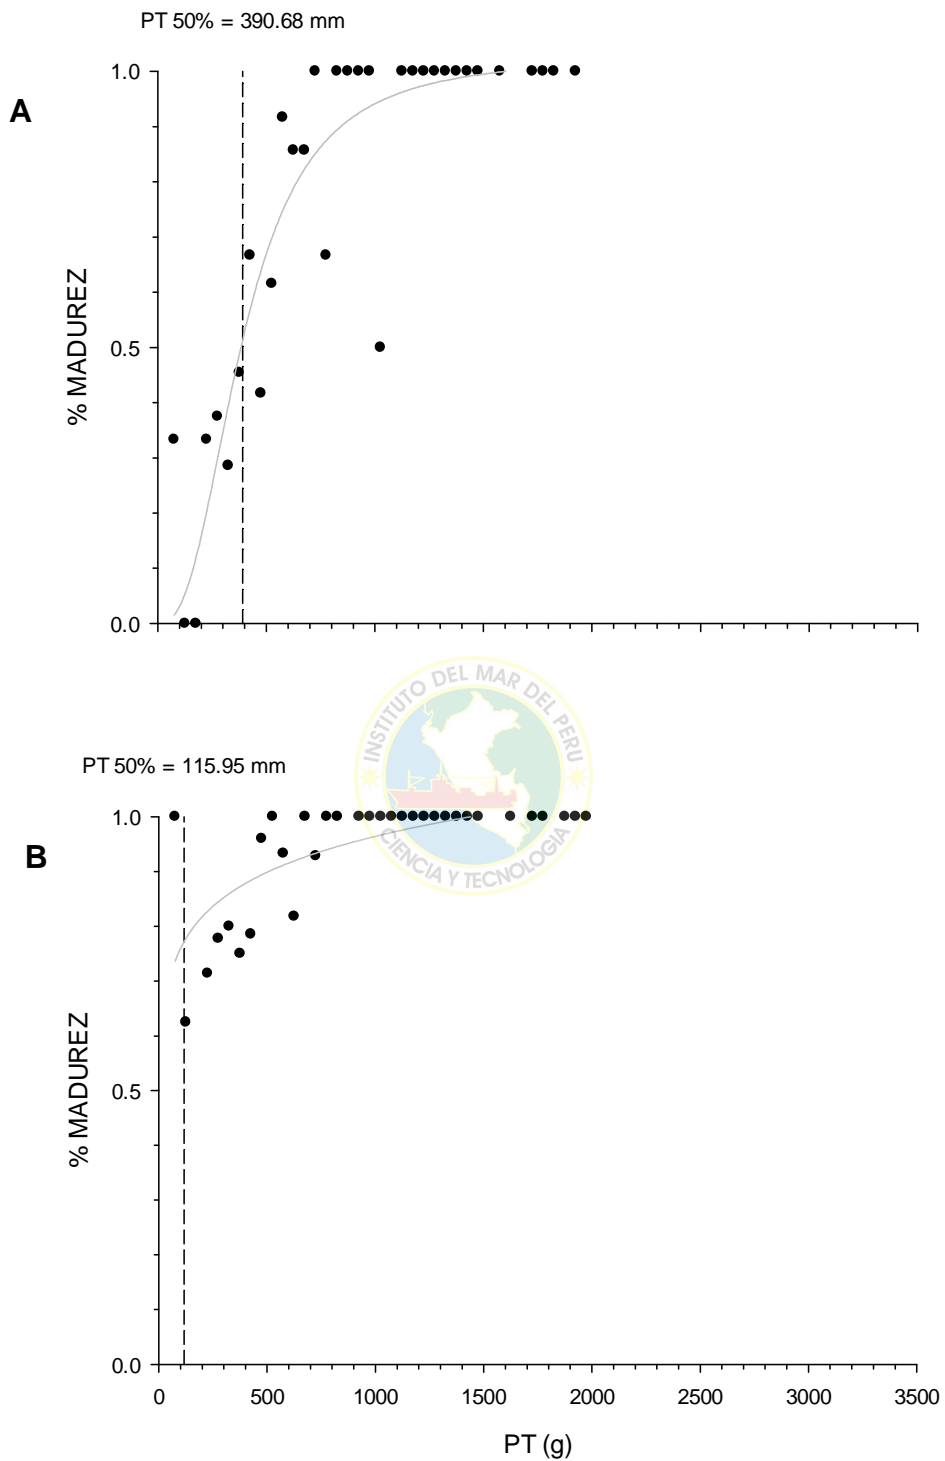 PT 50% = 390.68 mm
A
1.0
% MADUREZ
0.5
0.0
INSTITUTO DEL MAR DEL PERU
CIENCIA Y TECNOLOGIA
PT 50% = 115.95 mm
B
1.0
% MADUREZ
0.5
0.0
0 500 1000 1500 2000 2500 3000 3500
PT (g)